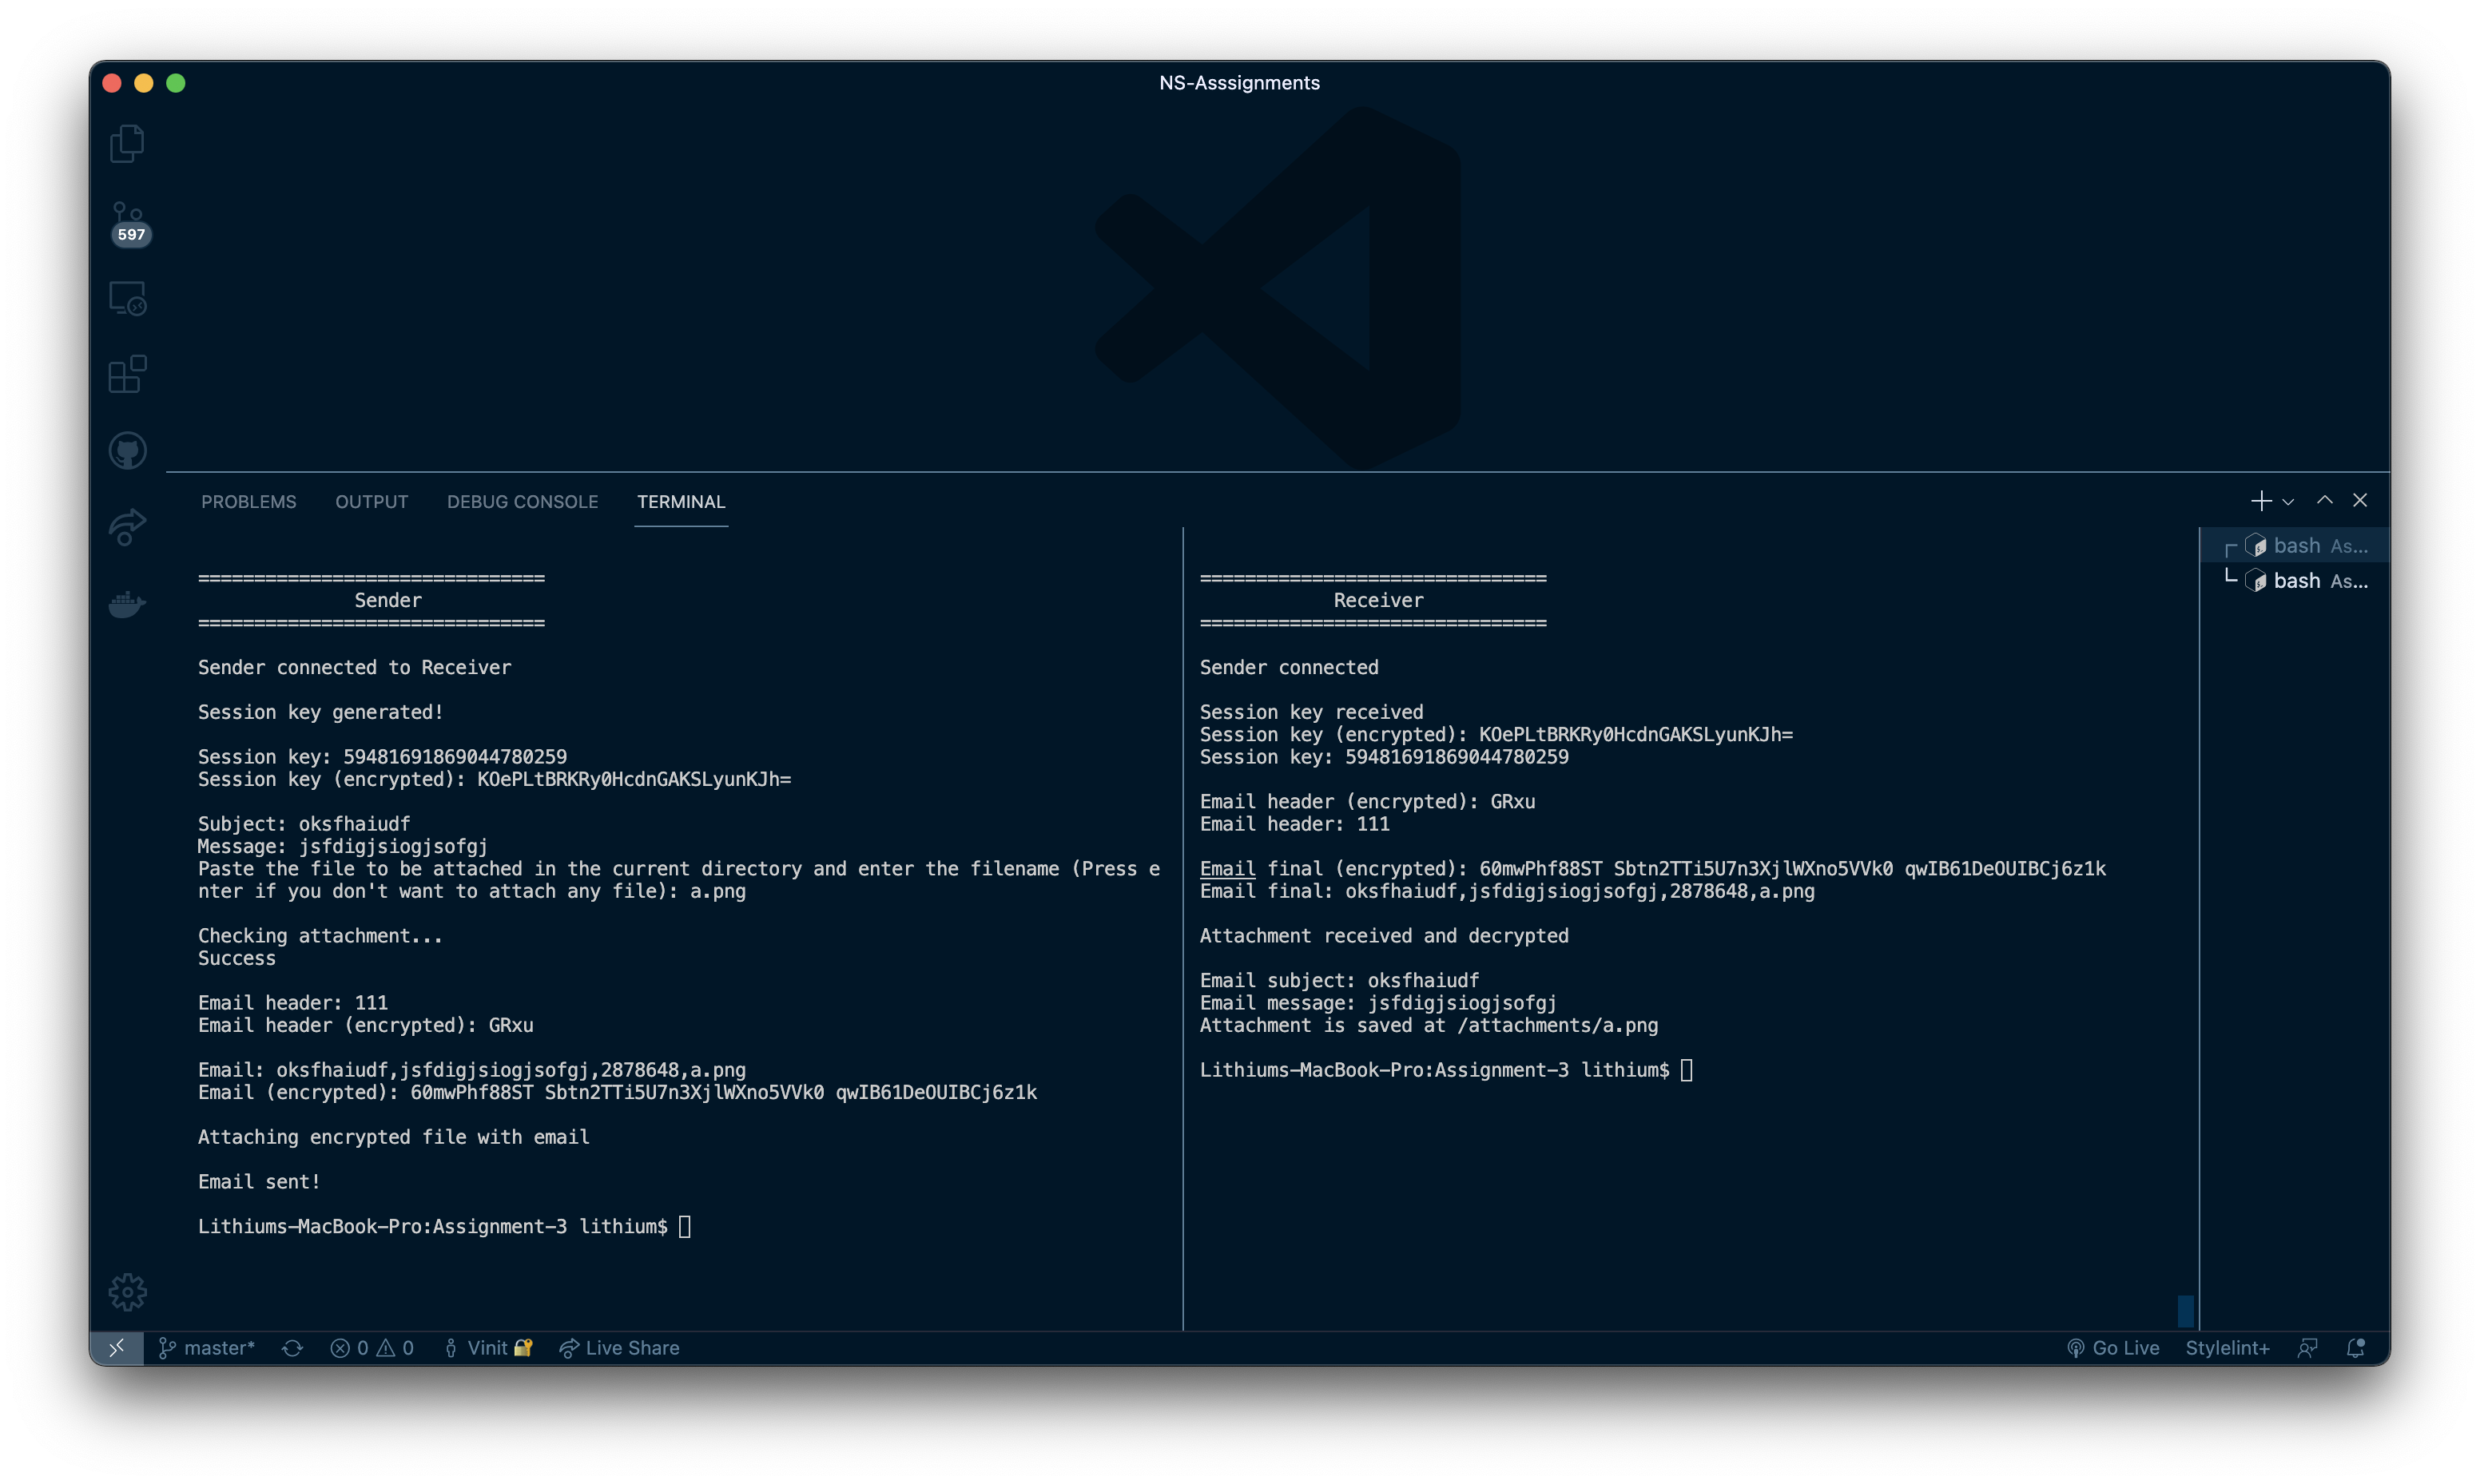 NS-Asssignments
597
PROBLEMS OUTPUT DEBUG CONSOLE TERMINAL
==============================
Sender
==============================
Sender connected to Receiver
Session key generated!
Session key: 59481691869044780259
Session key (encrypted): KOePLtBRKRy0HcdnGAKSLyunKJh=
Subject: oksfhaiudf
Message: jsfdigjsiogjsofgj
Paste the file to be attached in the current directory and enter the filename (Press e
nter if you don't want to attach any file): a.png
Checking attachment...
Success
Email header: 111
Email header (encrypted): GRxu
Email: oksfhaiudf,jsfdigjsiogjsofgj,2878648,a.png
Email (encrypted): 60mwPhf88ST Sbtn2TTi5U7n3XjlWXno5VVk0 qwIB61DeOUIBCj6z1k
Attaching encrypted file with email
Email sent!
Lithiums-MacBook-Pro:Assignment-3 lithium$
==============================
Receiver
==============================
Sender connected
Session key received
Session key (encrypted): KOePLtBRKRy0HcdnGAKSLyunKJh=
Session key: 59481691869044780259
Email header (encrypted): GRxu
Email header: 111
Email final (encrypted): 60mwPhf88ST Sbtn2TTi5U7n3XjlWXno5VVk0 qwIB61DeOUIBCj6z1k
Email final: oksfhaiudf,jsfdigjsiogjsofgj,2878648,a.png
Attachment received and decrypted
Email subject: oksfhaiudf
Email message: jsfdigjsiogjsofgj
Attachment is saved at /attachments/a.png
Lithiums-MacBook-Pro:Assignment-3 lithium$
bash As...
bash As...
master* 0 0 Vinit Live Share Go Live Stylelint+